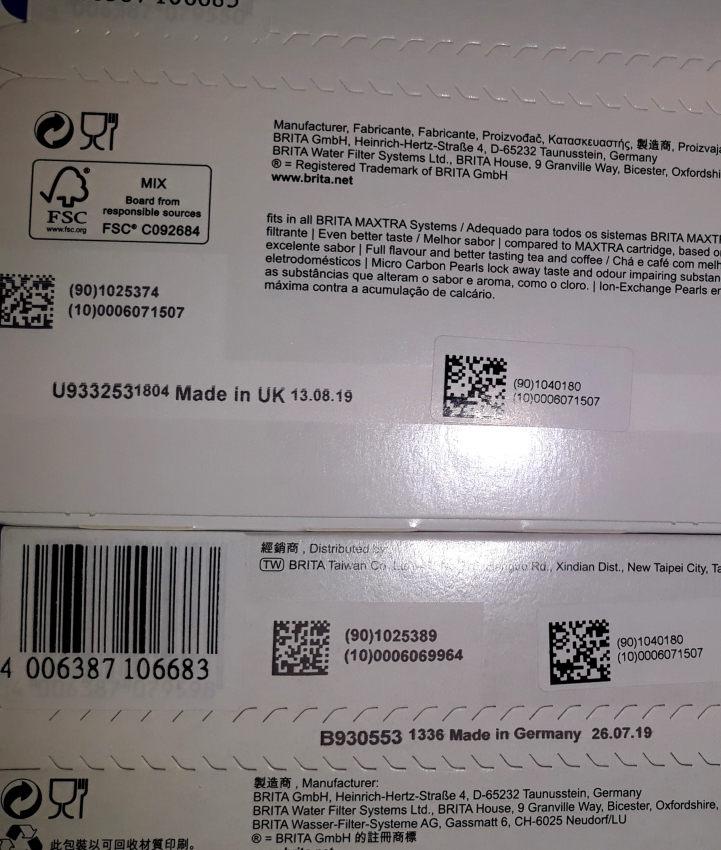 106683
MIX
Board from
responsible sources
FSC® C092684
FSC
www.fsc.org
Manufacturer, Fabricante, Fabricante, Proizvođač, Κατασκευαστής, 製造商,
BRITA GmbH, Heinrich-Hertz-Straße 4, D-65232 Taunusstein, Germany
BRITA Water Filter Systems Ltd., BRITA House, 9 Granville Way, Bicester,
® = Registered Trademark of BRITA GmbH
www.brita.net
fits in all BRITA MAXTRA Systems / Adequado para todos os sistemas BRITA
filtrante | Even better taste / Melhor sabor | compared to MAXTRA cartridge, based
excelente sabor | Full flavour and better tasting tea and coffee / Chá e café com
eletrodomésticos | Micro Carbon Pearls lock away taste and odour impairing
as substâncias que alteram o sabor e aroma, como o cloro. | Ion-Exchange Pearls
máxima contra a acumulação de calcário.
(90)1025374
(10)0006071507
(90)1040180
(10)0006071507
U9332531804 Made in UK 13.08.19
4 006387 106683
經銷商 , Distributed by:
TW BRITA Taiwan Co. Rd., Xindian Dist., New Taipei City,
(90)1025389
(10)0006069964
(90)1040180
(10)0006071507
B930553 1336 Made in Germany 26.07.19
製造商 , Manufacturer:
BRITA GmbH, Heinrich-Hertz-Straße 4, D-65232 Taunusstein, Germany
BRITA Water Filter Systems Ltd., BRITA House, 9 Granville Way, Bicester, Oxfordshire,
BRITA Wasser-Filter-Systeme AG, Gassmatt 6, CH-6025 Neudorf/LU
® = BRITA GmbH 的註冊商標
此包裝以可回收材質印刷。